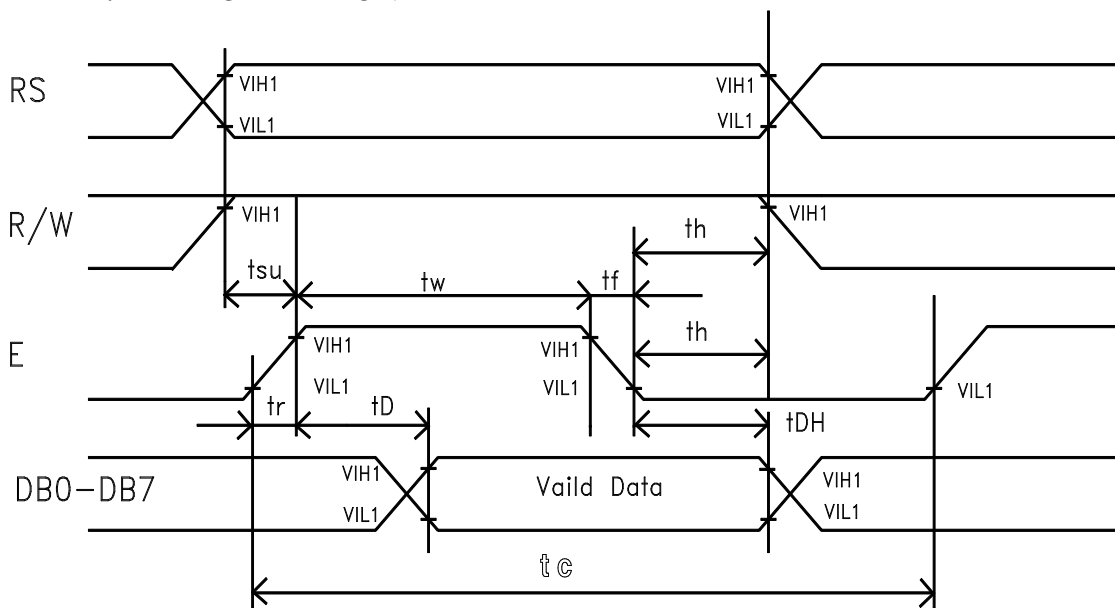 RS
VIH1
VIH1
VIL1
VIL1
R/W
VIH1
VIH1
th
tsu
tw
tf
E
VIH1
VIH1
th
VIL1
VIL1
VIL1
tr
tD
tDH
DB0-DB7
VIH1
Vaild Data
VIH1
VIL1
VIL1
tc